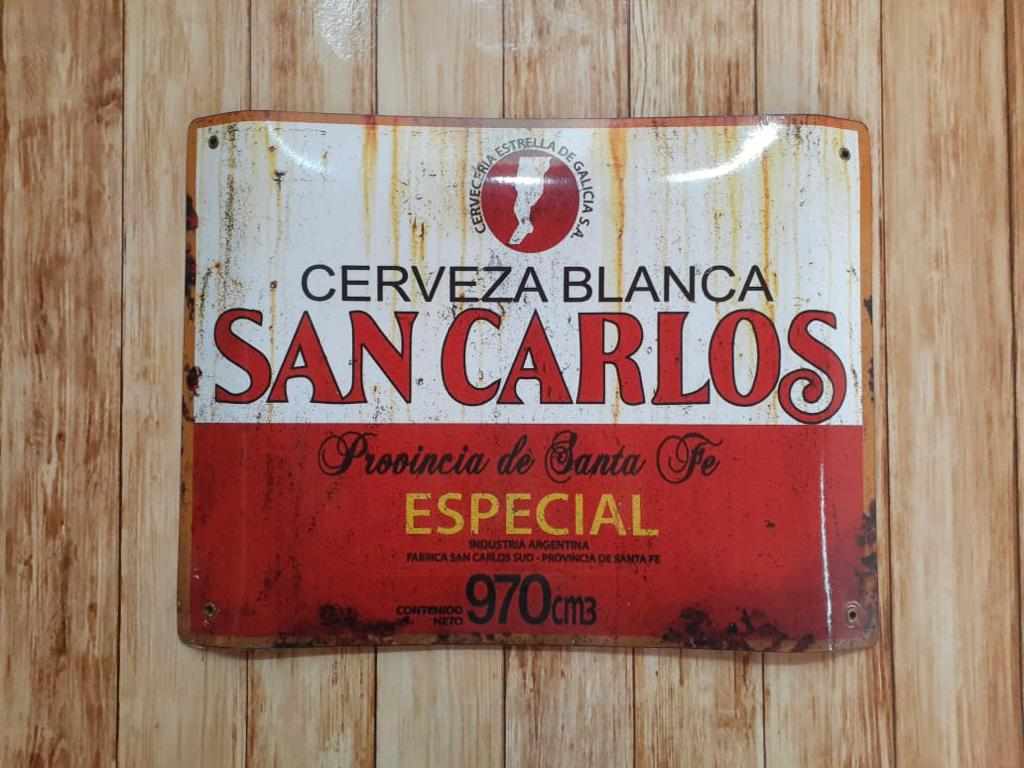 CERVECERIA ESTRELLA DE GALICIA S.A.
CERVEZA BLANCA
SAN CARLOS
Provincia de Santa Fe
ESPECIAL
INDUSTRIA ARGENTINA
FABRICA SAN CARLOS SUD - PROVINCIA DE SANTA FE
CONTENIDO NETO 970cm3